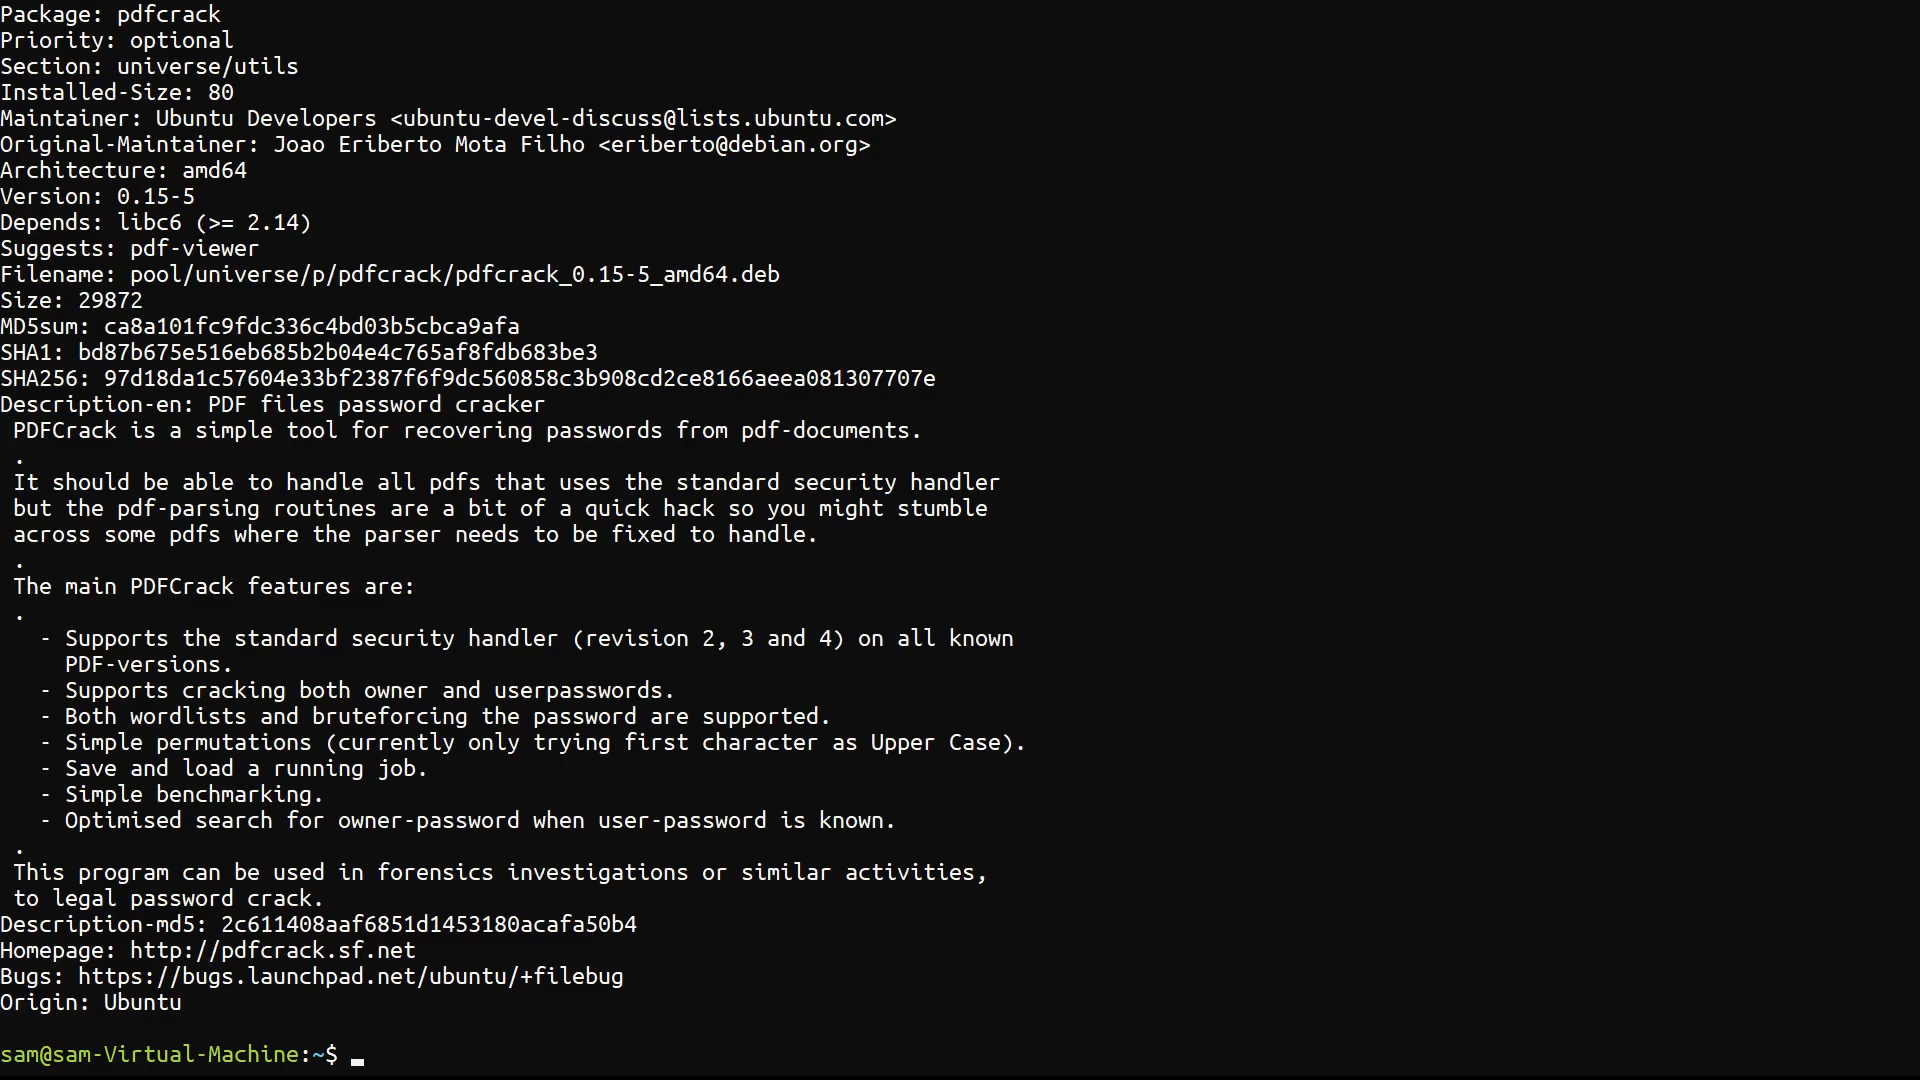 Package: pdfcrack
Priority: optional
Section: universe/utils
Installed-Size: 80
Maintainer: Ubuntu Developers <ubuntu-devel-discuss@lists.ubuntu.com>
Original-Maintainer: Joao Eriberto Mota Filho <eriberto@debian.org>
Architecture: amd64
Version: 0.15-5
Depends: libc6 (>= 2.14)
Suggests: pdf-viewer
Filename: pool/universe/p/pdfcrack/pdfcrack_0.15-5_amd64.deb
Size: 29872
MD5sum: ca8a101fc9fdc336c4bd03b5cbca9afa
SHA1: bd87b675e516eb685b2b04e4c765af8fdb683be3
SHA256: 97d18da1c57604e33bf2387f6f9dc560858c3b908cd2ce8166aeea081307707e
Description-en: PDF files password cracker
 PDFCrack is a simple tool for recovering passwords from pdf-documents.
 .
 It should be able to handle all pdfs that uses the standard security handler
 but the pdf-parsing routines are a bit of a quick hack so you might stumble
 across some pdfs where the parser needs to be fixed to handle.
 .
 The main PDFCrack features are:
 .
   - Supports the standard security handler (revision 2, 3 and 4) on all known
     PDF-versions.
   - Supports cracking both owner and userpasswords.
   - Both wordlists and bruteforcing the password are supported.
   - Simple permutations (currently only trying first character as Upper Case).
   - Save and load a running job.
   - Simple benchmarking.
   - Optimised search for owner-password when user-password is known.
 .
 This program can be used in forensics investigations or similar activities,
 to legal password crack.
Description-md5: 2c611408aaf6851d1453180acafa50b4
Homepage: http://pdfcrack.sf.net
Bugs: https://bugs.launchpad.net/ubuntu/+filebug
Origin: Ubuntu

sam@sam-Virtual-Machine:~$